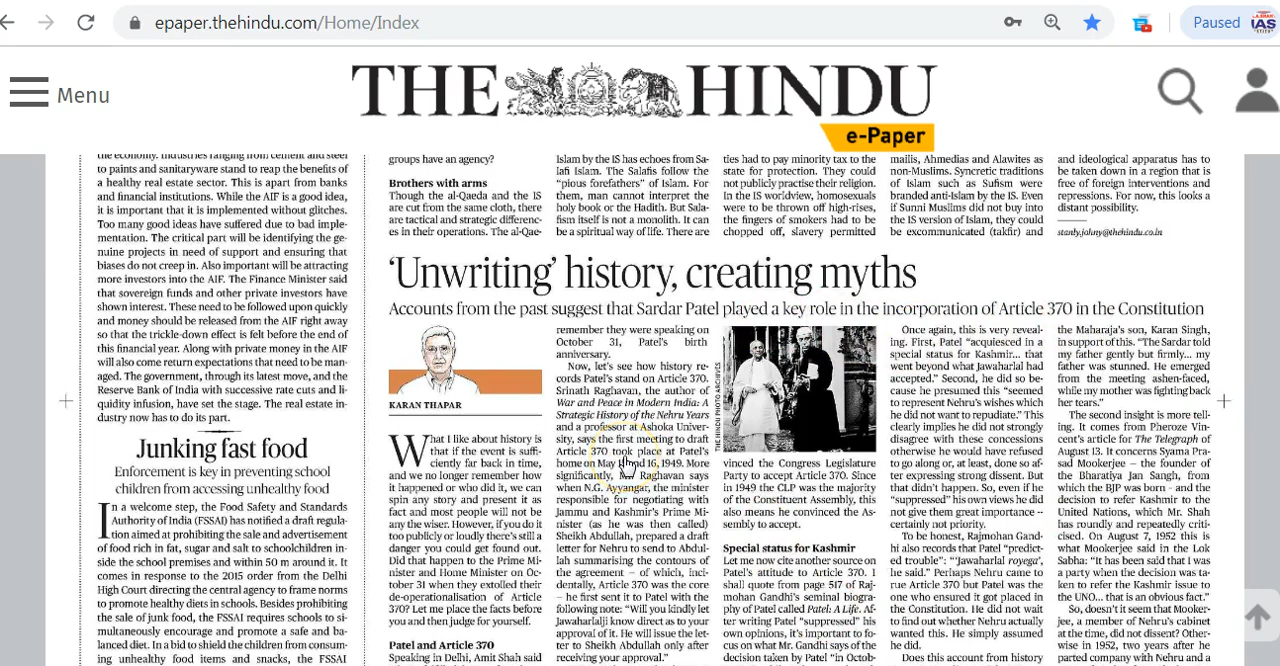 epaper.thehindu.com/Home/Index
Paused
IAS
Menu
THE HINDU
e-Paper
the economy. Industries ranging from cement and steel
to paints and sanitaryware stand to reap the benefits of
a healthy real estate sector. This is apart from banks
and financial institutions. While the AIF is a good idea,
it is important that it is implemented without glitches.
Too many good ideas have suffered due to bad imple-
mentation. The critical part will be identifying the ge-
nuine projects in need of support and ensuring that
biases do not creep in. Also important will be attracting
more investors into the AIF. The Finance Minister said
that sovereign funds and other private investors have
shown interest. These need to be followed upon quickly
and money should be released from the AIF right away
so that the trickle-down effect is felt before the end of
this financial year. Along with private money in the AIF
will also come return expectations that need to be man-
aged. The government, through its latest move, and the
Reserve Bank of India with successive rate cuts and li-
quidity infusion, have set the stage. The real estate in-
dustry now has to do its part.
Junking fast food
Enforcement is key in preventing school
children from accessing unhealthy food
In a welcome step, the Food Safety and Standards
Authority of India (FSSAI) has notified a draft regula-
tion aimed at prohibiting the sale and advertisement
of food rich in fat, sugar and salt to schoolchildren in-
side the school premises and within 50 m around it. It
comes in response to the 2015 order from the Delhi
High Court directing the central agency to frame norms
to promote healthy diets in schools. Besides prohibiting
the sale of junk food, the FSSAI requires schools to si-
multaneously encourage and promote a safe and ba-
lanced diet. In a bid to shield the children from consum-
ing unhealthy food items and snacks, the FSSAI
groups have an agency?
Brothers with arms
Though the al-Qaeda and the IS
are cut from the same cloth, there
are tactical and strategic differenc-
es in their operations. The al-Qae-
Islam by the IS has echoes from Sa-
lafi Islam. The Salafis follow the
“pious forefathers” of Islam. For
them, man cannot interpret the
holy book or the Hadith. But Sala-
fism itself is not a monolith. It can
be a spiritual way of life. There are
ties had to pay minority tax to the
state for protection. They could
not publicly practise their religion.
In the IS worldview, homosexuals
were to be thrown off high-rises,
the fingers of smokers had to be
chopped off, slavery permitted
mailis, Ahmedias and Alawites as
non-Muslims. Syncretic traditions
of Islam such as Sufism were
branded anti-Islam by the IS. Even
if Sunni Muslims did not buy into
the IS version of Islam, they could
be excommunicated (takfir) and
and ideological apparatus has to
be taken down in a region that is
free of foreign interventions and
repressions. For now, this looks a
distant possibility.
stanly.johny@thehindu.co.in
‘Unwriting’ history, creating myths
Accounts from the past suggest that Sardar Patel played a key role in the incorporation of Article 370 in the Constitution
KARAN THAPAR
What I like about history is
that if the event is suf-
ficiently far back in time,
and we no longer remember how
it happened or who did it, we can
spin any story and present it as
fact and most people will not be
any the wiser. However, if you do it
too publicly or loudly there’s still a
danger you could get found out.
Did that happen to the Prime Mi-
nister and Home Minister on Oc-
tober 31 when they extolled their
de-operationalisation of Article
370? Let me place the facts before
you and then judge for yourself.
Patel and Article 370
Speaking in Delhi, Amit Shah said
remember they were speaking on
October 31, Patel’s birth
anniversary.
Now, let’s see how history re-
cords Patel’s stand on Article 370.
Srinath Raghavan, the author of
War and Peace in Modern India: A
Strategic History of the Nehru Years
and a professor at Ashoka Univer-
sity, says the first meeting to draft
Article 370 took place at Patel’s
home on May 15 and 16, 1949. More
significantly, Mr. Raghavan says
when N.G. Ayyangar, the minister
responsible for negotiating with
Jammu and Kashmir’s Prime Mi-
nister (as he was then called)
Sheikh Abdullah, prepared a draft
letter for Nehru to send to Abdul-
lah summarising the contours of
the agreement – of which, inci-
dentally, Article 370 was the core
– he first sent it to Patel with the
following note: “Will you kindly let
Jawaharlalji know direct as to your
approval of it. He will issue the let-
ter to Sheikh Abdullah only after
receiving your approval.”
THE HINDU PHOTO ARCHIVES
vinced the Congress Legislature
Party to accept Article 370. Since
in 1949 the CLP was the majority
of the Constituent Assembly, this
also means he convinced the As-
sembly to accept.
Special status for Kashmir
Let me now cite another source on
Patel’s attitude to Article 370. I
shall quote from page 517 of Raj-
mohan Gandhi’s seminal biogra-
phy of Patel called Patel: A Life. Af-
ter writing Patel “suppressed” his
own opinions, it’s important to fo-
cus on what Mr. Gandhi says of the
decision taken by Patel “in Octob-
Once again, this is very reveal-
ing. First, Patel “acquiesced in a
special status for Kashmir… that
went beyond what Jawaharlal had
accepted.” Second, he did so be-
cause he presumed this “seemed
to represent Nehru’s wishes which
he did not want to repudiate.” This
clearly implies he did not strongly
disagree with these concessions
otherwise he would have refused
to go along or, at least, done so af-
ter expressing strong dissent. But
that didn’t happen. So, even if he
“suppressed” his own views he did
not give them great importance –
certainly not priority.
To be honest, Rajmohan Gand-
hi also records that Patel “predict-
ed trouble”: “‘Jawaharlal royega’,
he said.” Perhaps Nehru came to
rue Article 370 but Patel was the
one who ensured it got placed in
the Constitution. He did not wait
to find out whether Nehru actually
wanted this. He simply assumed
he did.
Does this account from history
the Maharaja’s son, Karan Singh,
in support of this. “The Sardar told
my father gently but firmly… my
father was stunned. He emerged
from the meeting ashen-faced,
while my mother was fighting back
her tears.”
The second insight is more tell-
ing. It comes from Pheroze Vin-
cent’s article for The Telegraph of
August 13. It concerns Syama Pra-
sad Mookerjee – the founder of
the Bharatiya Jan Sangh, from
which the BJP was born – and the
decision to refer Kashmir to the
United Nations, which Mr. Shah
has roundly and repeatedly criti-
cised. On August 7, 1952 this is
what Mookerjee said in the Lok
Sabha: “It has been said that I was
a party when the decision was ta-
ken to refer the Kashmir issue to
the UNO… that is an obvious fact.”
So, doesn’t it seem that Mooker-
jee, a member of Nehru’s cabinet
at the time, did not dissent? Other-
wise in 1952, two years after he
parted company with Nehru and a